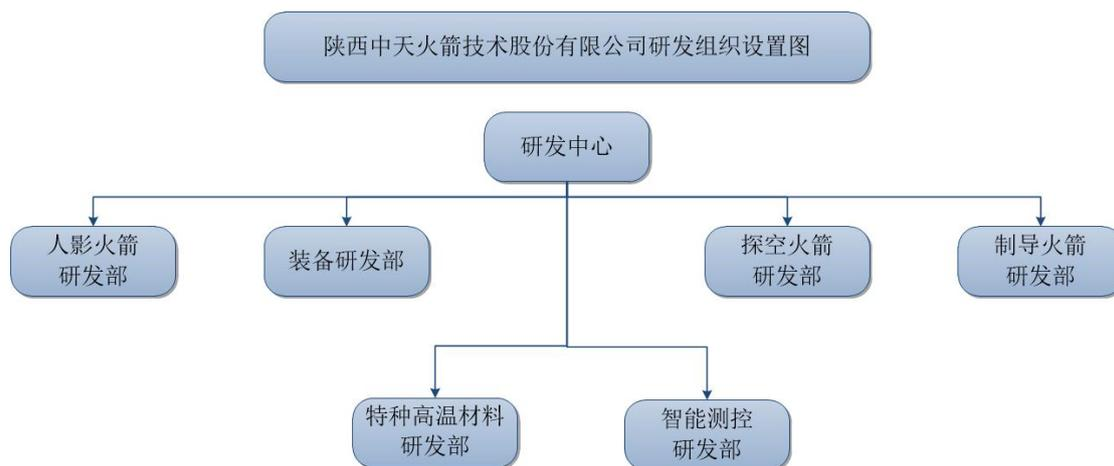 陕西中天火箭技术股份有限公司研发组织设置图
研发中心
人影火箭
研发部
装备研发部
探空火箭
研发部
制导火箭
研发部
特种高温材料
研发部
智能测控
研发部